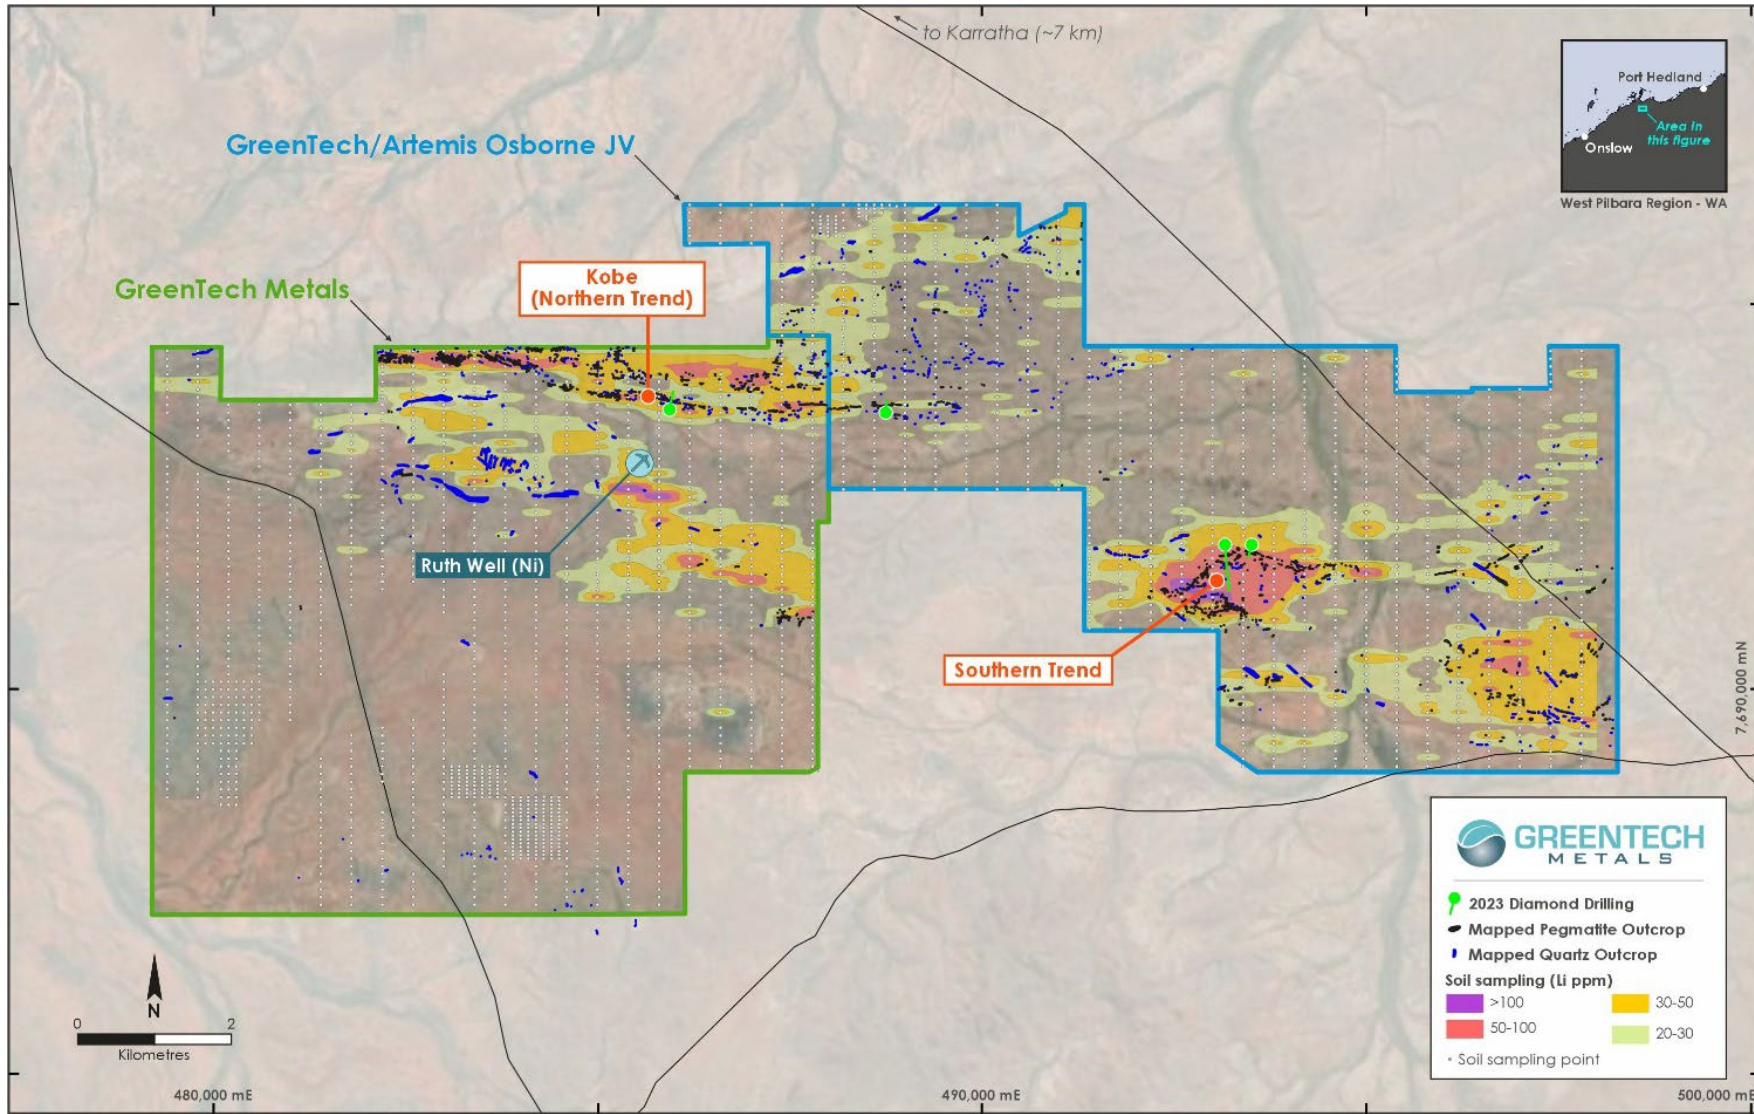 to Karratha (~7 km)
Port Hedland
Area in
this figure
Onslow
West Pilbara Region - WA
GreenTech/Artemis Osborne JV
GreenTech Metals
Kobe
(Northern Trend)
Ruth Well (Ni)
Southern Trend
7,690,000 mN
GREENTECH
METALS
2023 Diamond Drilling
Mapped Pegmatite Outcrop
Mapped Quartz Outcrop
Soil sampling (Li ppm)
>100
30-50
50-100
20-30
Soil sampling point
N
0 2
Kilometres
480,000 mE
490,000 mE
500,000 mE